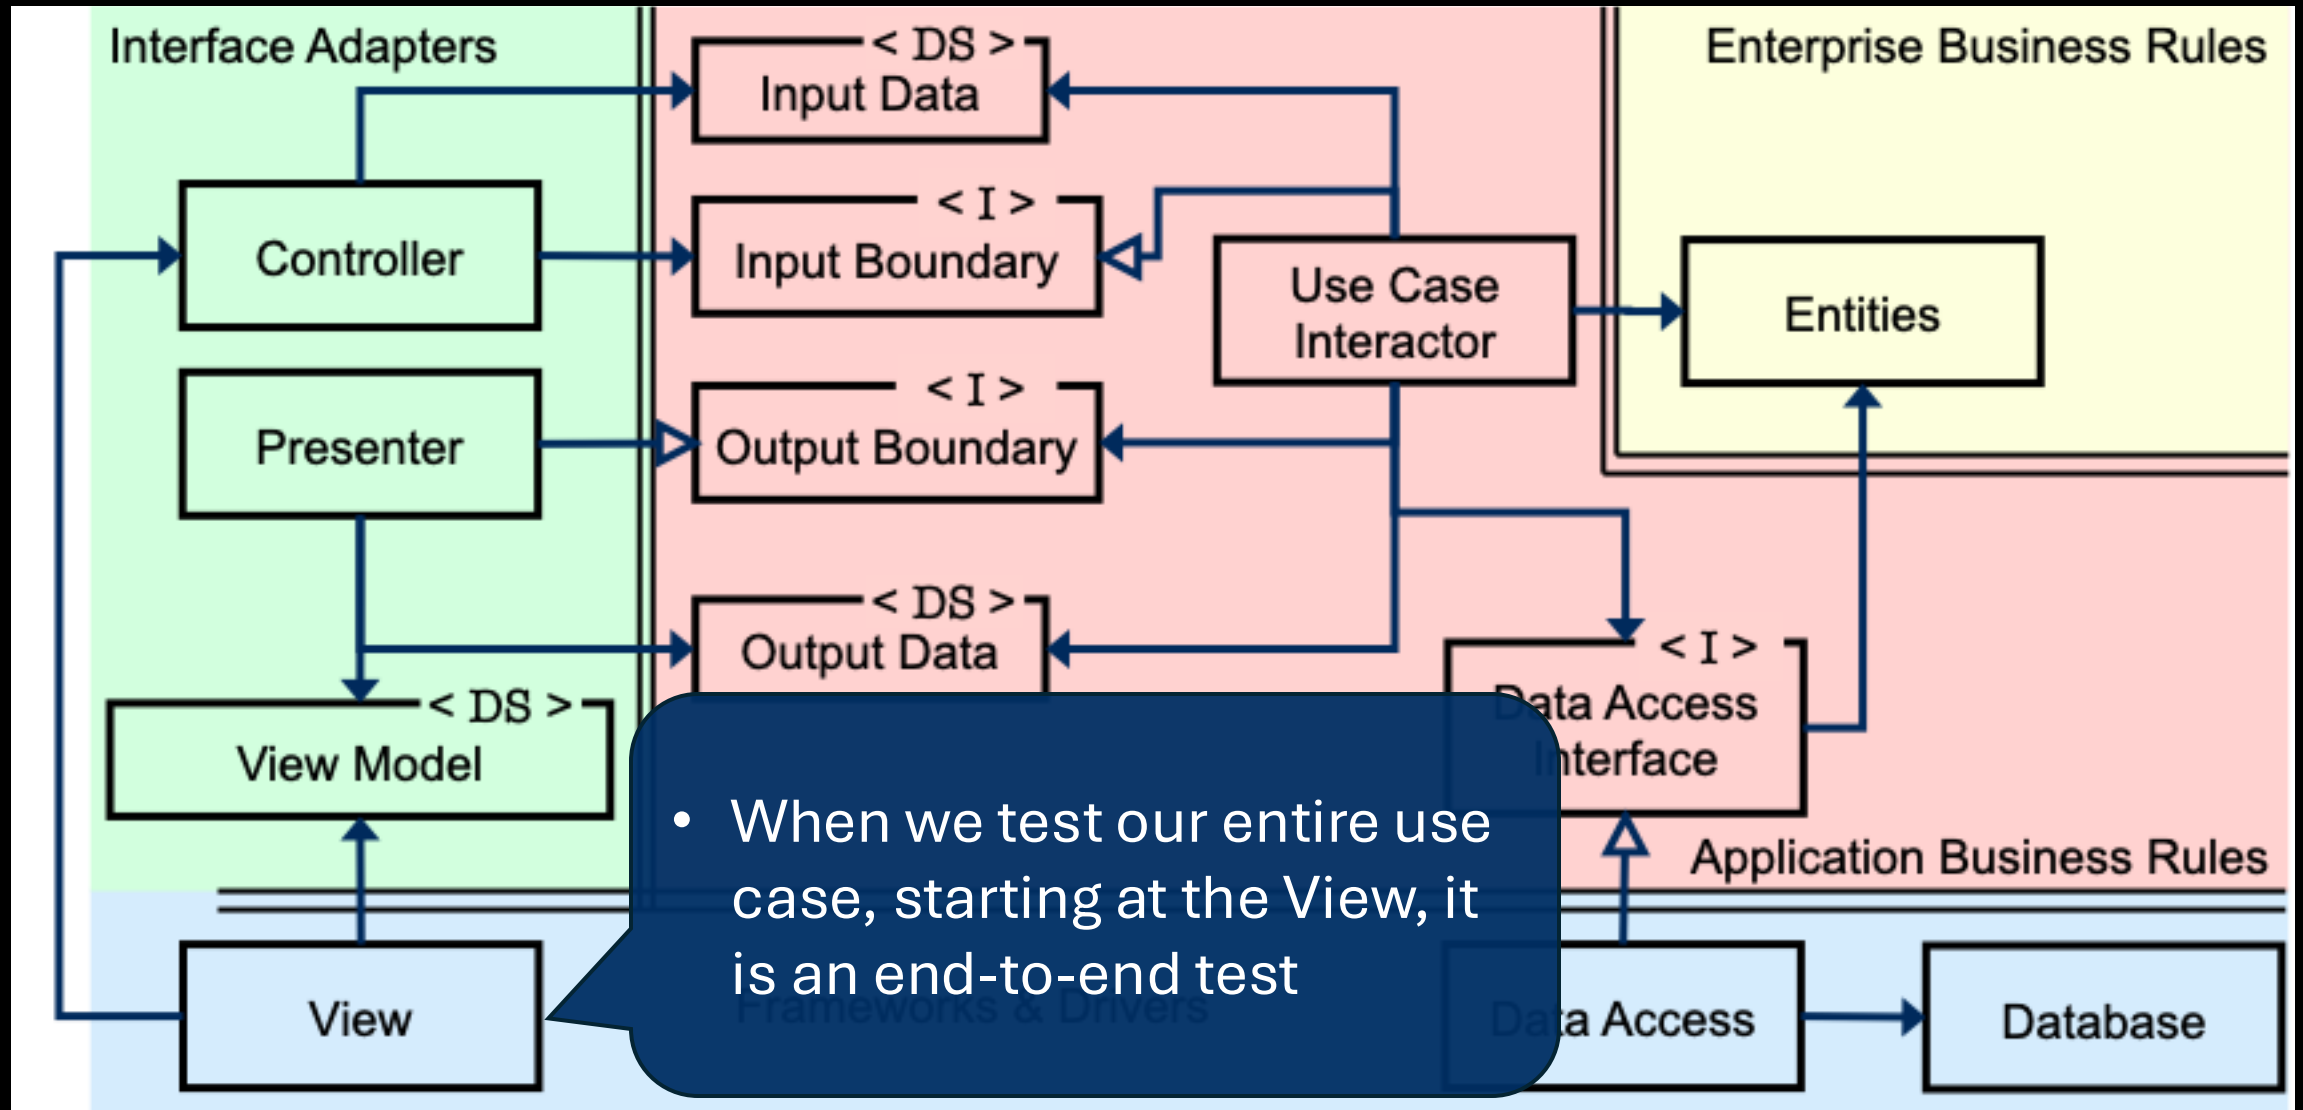 Interface Adapters
< DS >
Input Data
Enterprise Business Rules
Controller
< I >
Input Boundary
Use Case
Interactor
Entities
Presenter
< I >
Output Boundary
< DS >
Output Data
< DS >
View Model
< I >
Data Access
Interface
• When we test our entire use
case, starting at the View, it
is an end-to-end test
Application Business Rules
View
Frameworks & Drivers
Data Access
Database